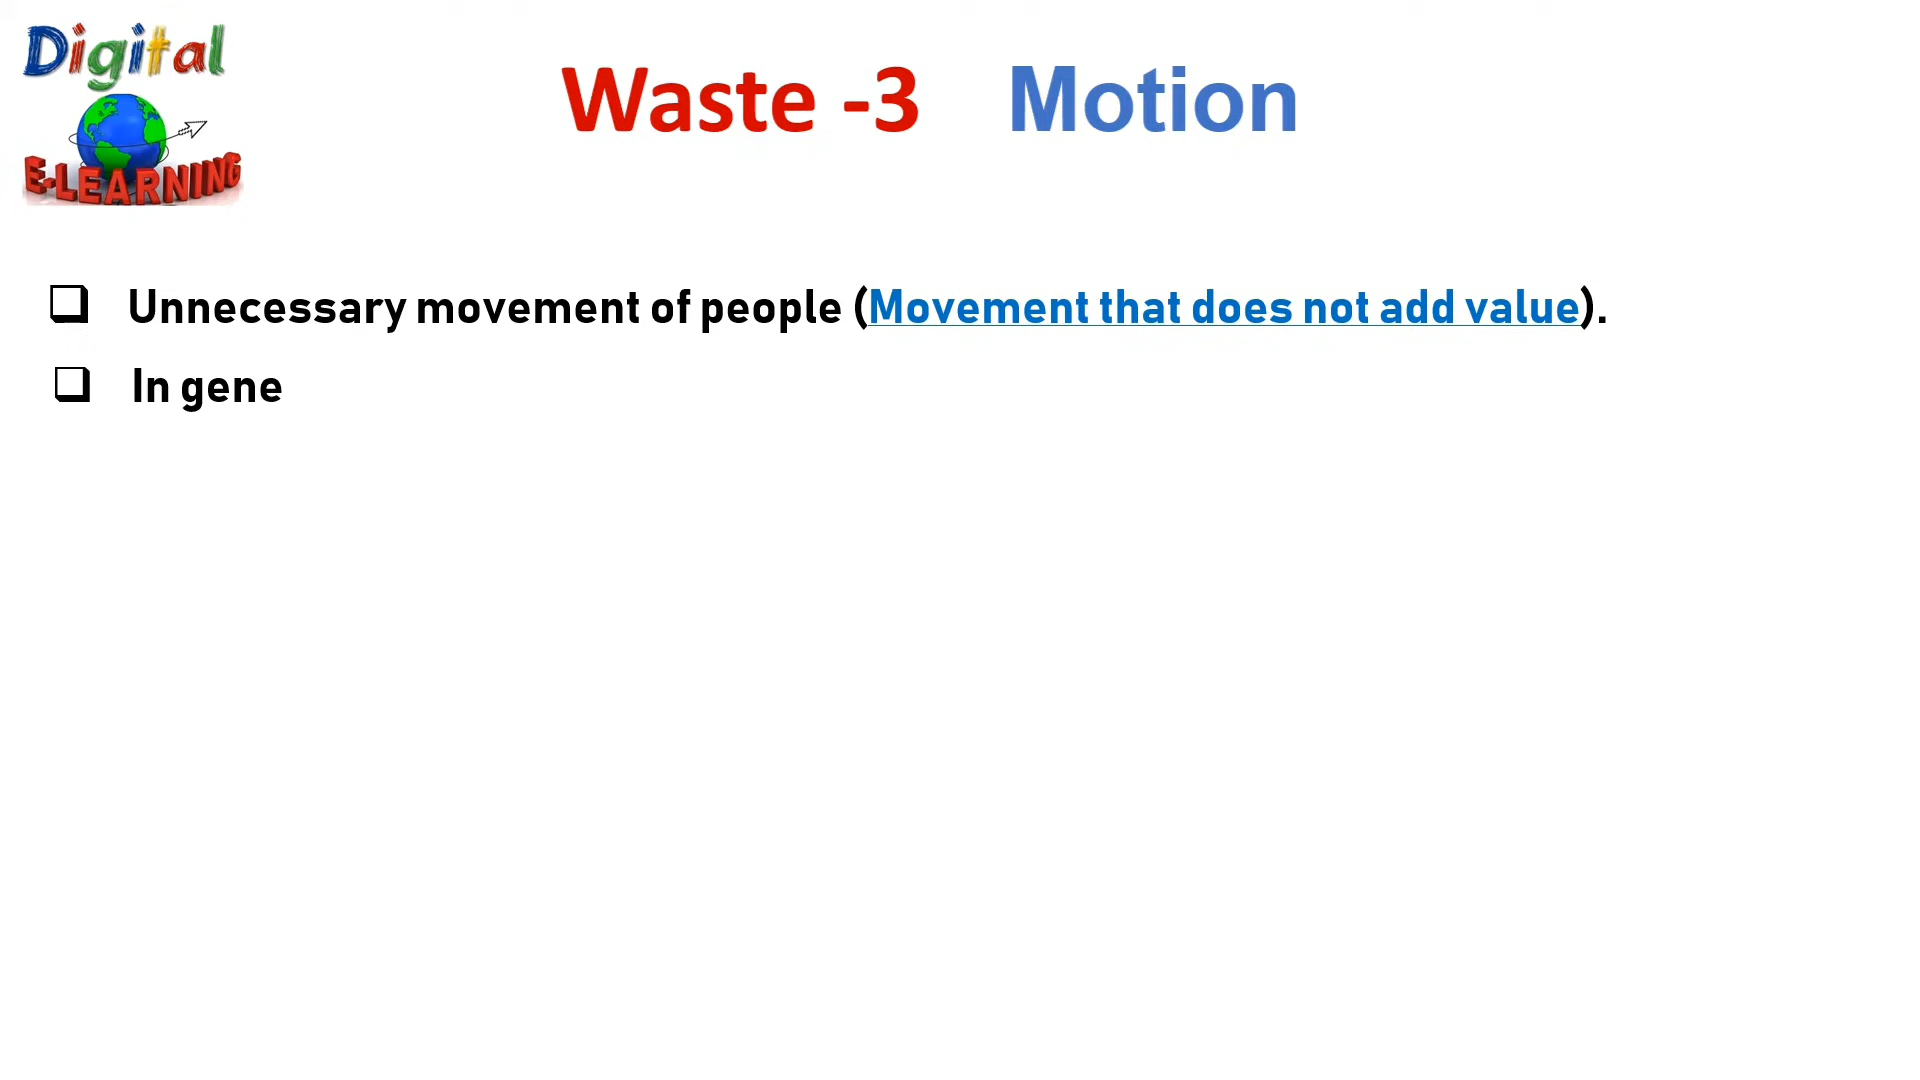 Digital
E-LEARNING
Waste -3 Motion
❑ Unnecessary movement of people (Movement that does not add value).
❑ In gene